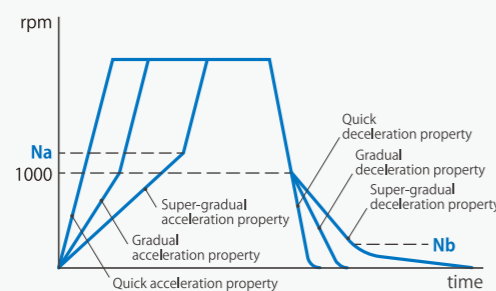 rpm
Na
1000
Quick
deceleration property
Gradual
deceleration property
Super-gradual
deceleration property
Super-gradual
acceleration property
Gradual
acceleration property
Nb
Quick acceleration property
time